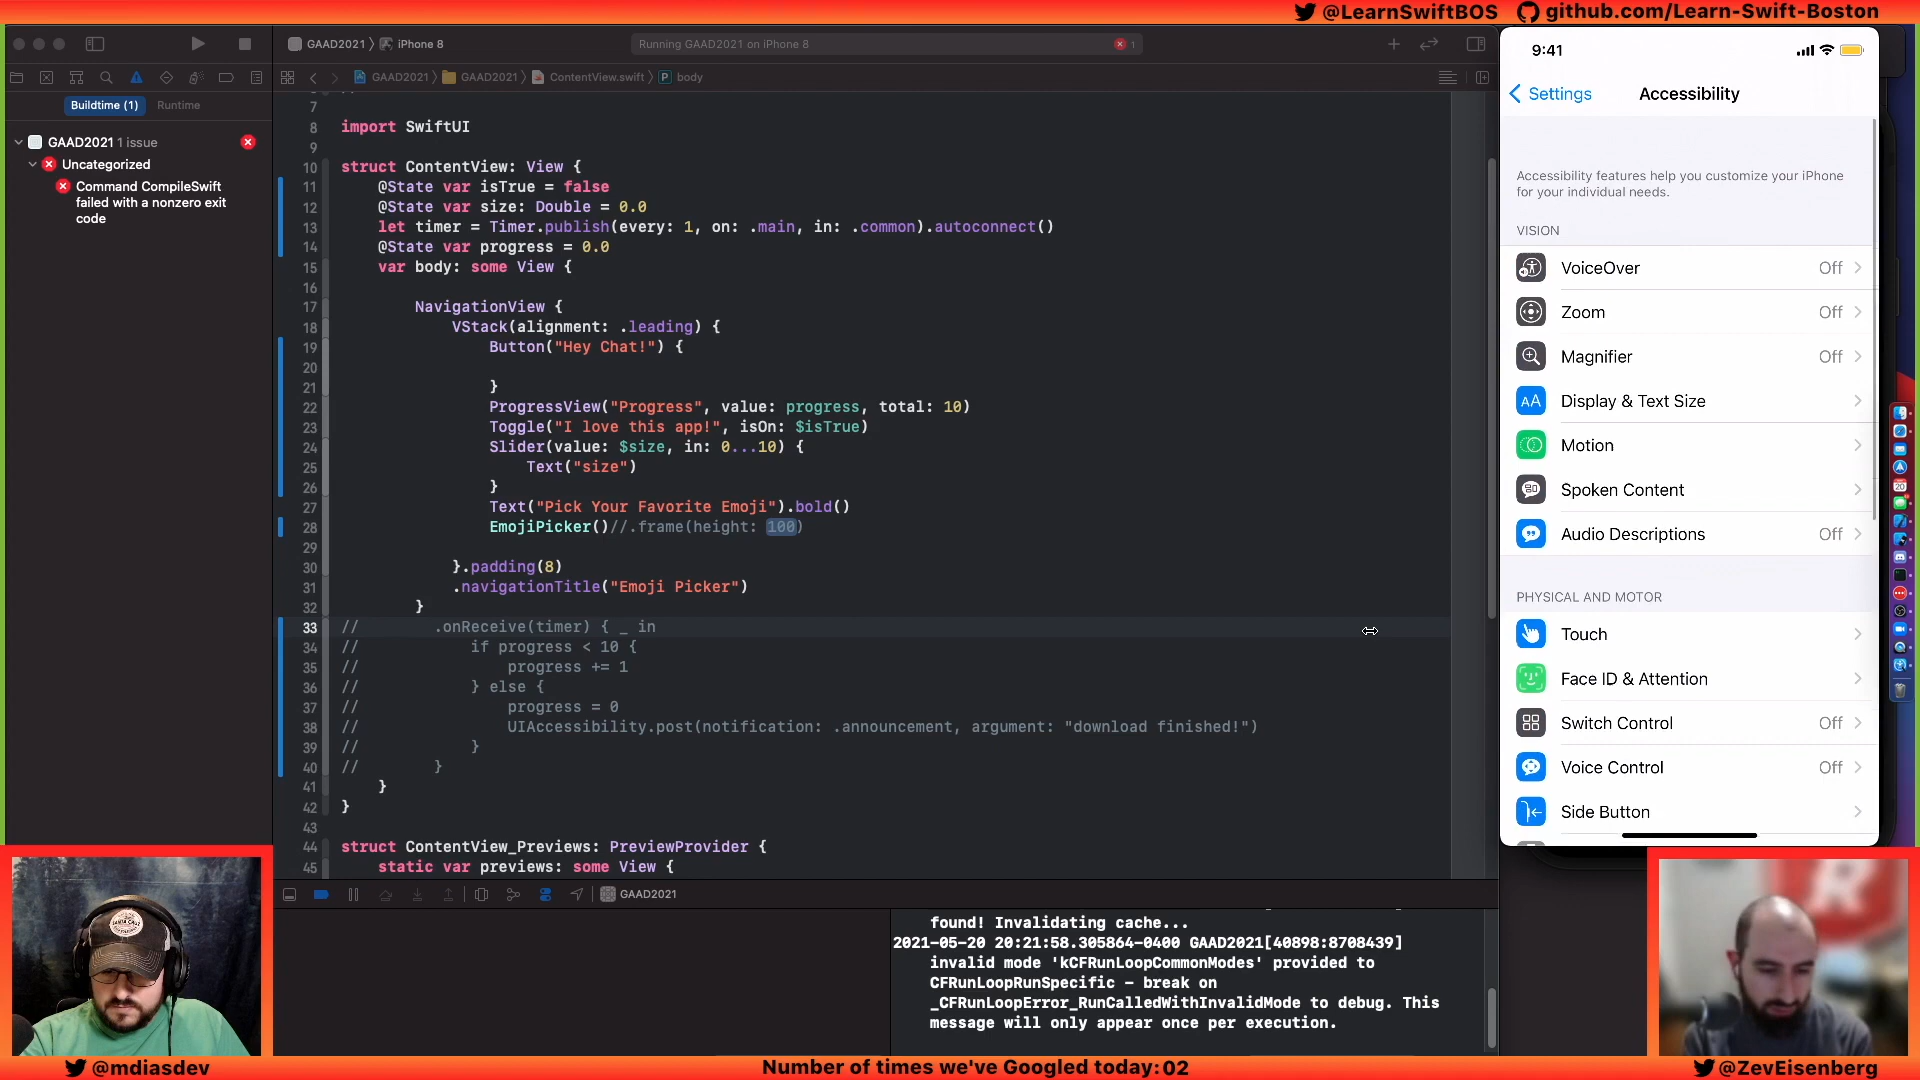 @LearnSwiftBOS github.com/Learn-Swift-Boston
GAAD2021 〉 iPhone 8
Running GAAD2021 on iPhone 8
1
GAAD2021 〉 GAAD2021 〉 ContentView.swift 〉 P body
Buildtime (1) Runtime
GAAD2021 1 issue
Uncategorized
Command CompileSwift
failed with a nonzero exit
code
7
8 import SwiftUI
9
10 struct ContentView: View {
11 @State var isTrue = false
12 @State var size: Double = 0.0
13 let timer = Timer.publish(every: 1, on: .main, in: .common).autoconnect()
14 @State var progress = 0.0
15 var body: some View {
16
17 NavigationView {
18 VStack(alignment: .leading) {
19 Button("Hey Chat!") {
20
21 }
22 ProgressView("Progress", value: progress, total: 10)
23 Toggle("I love this app!", isOn: $isTrue)
24 Slider(value: $size, in: 0...10) {
25 Text("size")
26 }
27 Text("Pick Your Favorite Emoji").bold()
28 EmojiPicker()//.frame(height: 100)
29
30 }.padding(8)
31 .navigationTitle("Emoji Picker")
32 }
33 // .onReceive(timer) { _ in
34 // if progress < 10 {
35 // progress += 1
36 // } else {
37 // progress = 0
38 // UIAccessibility.post(notification: .announcement, argument: "download finished!")
39 // }
40 // }
41 }
42 }
43
44 struct ContentView_Previews: PreviewProvider {
45 static var previews: some View {
GAAD2021
found! Invalidating cache...
2021-05-20 20:21:58.305864-0400 GAAD2021[40898:8708439]
invalid mode 'kCFRunLoopCommonModes' provided to
CFRunLoopRunSpecific - break on
_CFRunLoopError_RunCalledWithInvalidMode to debug. This
message will only appear once per execution.
9:41
Settings Accessibility
Accessibility features help you customize your iPhone
for your individual needs.
VISION
VoiceOver Off
Zoom Off
Magnifier Off
AA Display & Text Size
Motion
Spoken Content
Audio Descriptions Off
PHYSICAL AND MOTOR
Touch
Face ID & Attention
Switch Control Off
Voice Control Off
Side Button
@mdiasdev
Number of times we've Googled today: 02
@ZevEisenberg